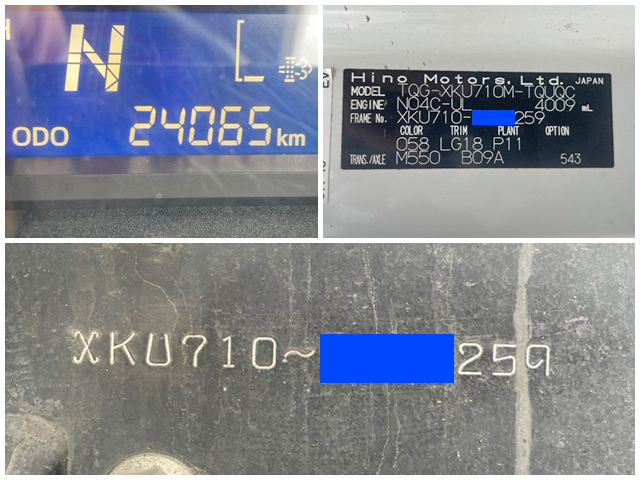 N
ODO 24065 km
Hino Motors, Ltd. JAPAN
MODEL TQG-XKU710M-TQUQC
ENGINE N04C-UL 4009 mL
FRAME No. XKU710- 259
COLOR TRIM PLANT OPTION
058 LG18 P11
TRANS./AXLE M550 B09A 543
EV
XKU710~ 259